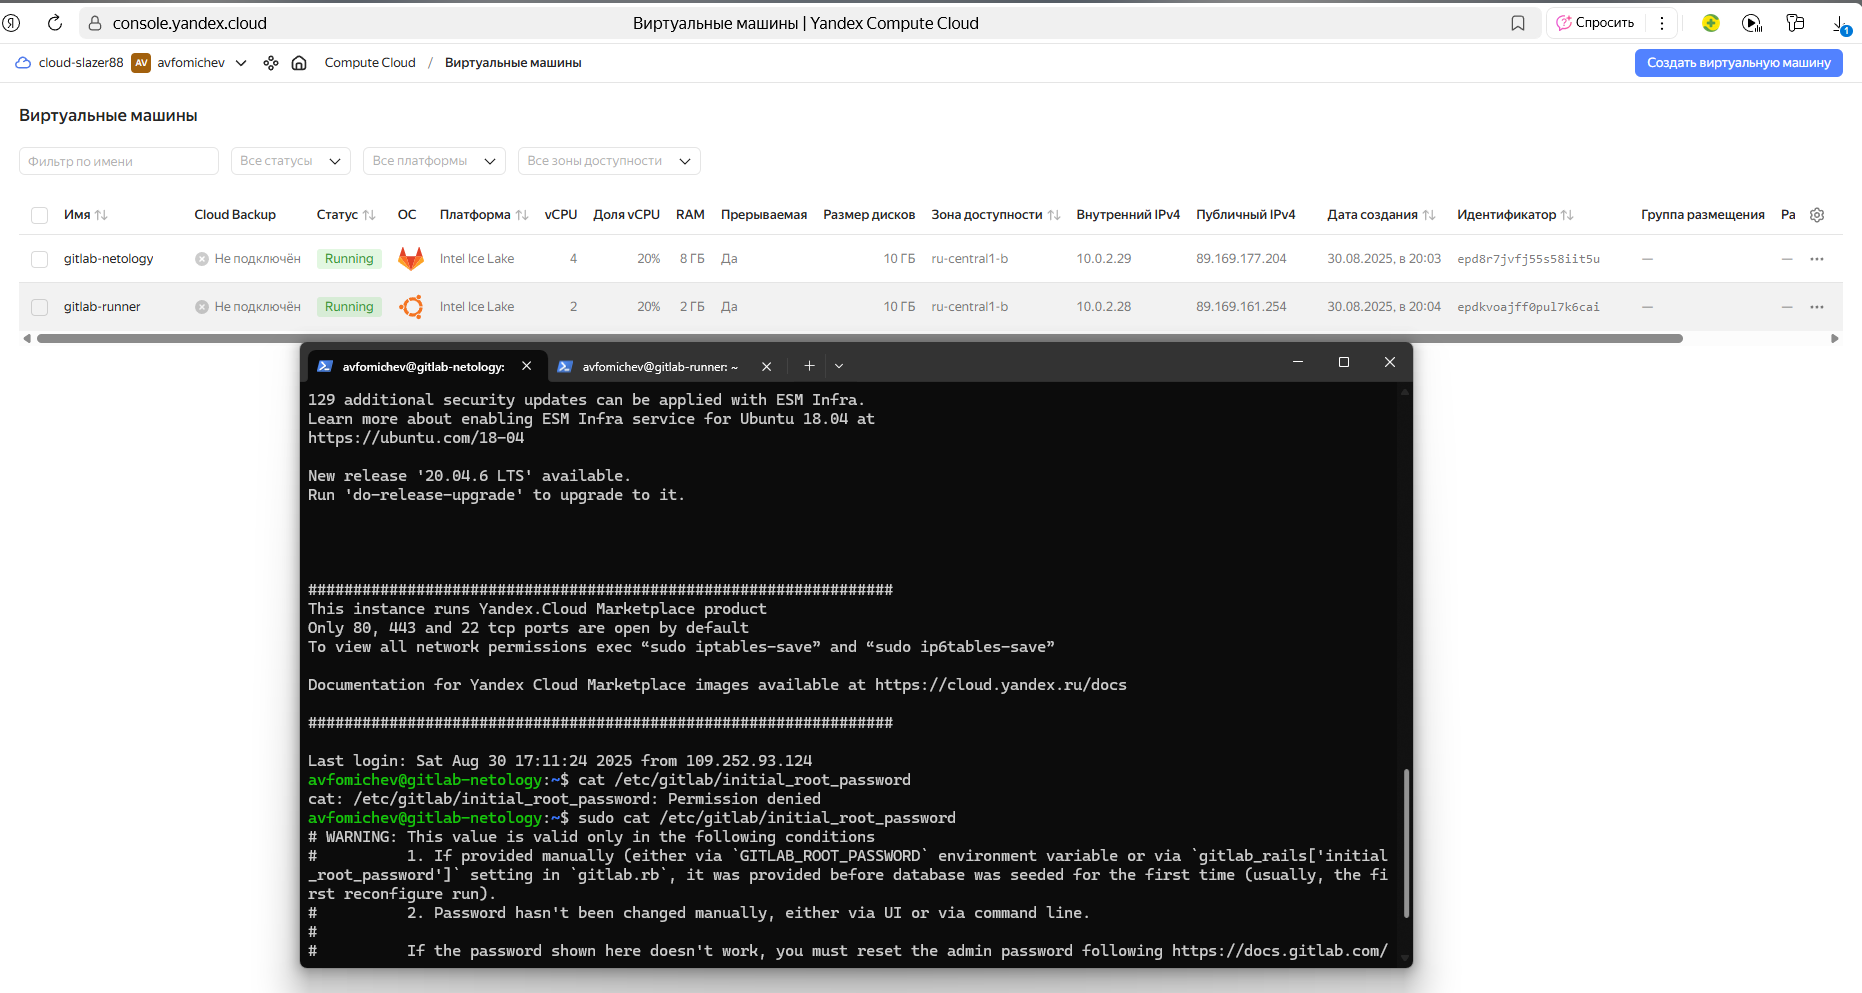 console.yandex.cloud
Виртуальные машины | Yandex Compute Cloud
Спросить
1
cloud-slazer88 AV avfomichev Compute Cloud / Виртуальные машины
Создать виртуальную машину
Виртуальные машины
Фильтр по имени Все статусы Все платформы Все зоны доступности
Имя Cloud Backup Статус ОС Платформа vCPU Доля vCPU RAM Прерываемая Размер дисков Зона доступности Внутренний IPv4 Публичный IPv4 Дата создания Идентификатор Группа размещения Ра
gitlab-netology Не подключён Running Intel Ice Lake 4 20% 8 ГБ Да 10 ГБ ru-central1-b 10.0.2.29 89.169.177.204 30.08.2025, в 20:03 epd8r7jvfj55s58iit5u — —
gitlab-runner Не подключён Running Intel Ice Lake 2 20% 2 ГБ Да 10 ГБ ru-central1-b 10.0.2.28 89.169.161.254 30.08.2025, в 20:04 epdkvoajff0pul7k6cai — —
avfomichev@gitlab-netology: avfomichev@gitlab-runner: ~
129 additional security updates can be applied with ESM Infra.
Learn more about enabling ESM Infra service for Ubuntu 18.04 at
https://ubuntu.com/18-04
New release '20.04.6 LTS' available.
Run 'do-release-upgrade' to upgrade to it.
#################################################################
This instance runs Yandex.Cloud Marketplace product
Only 80, 443 and 22 tcp ports are open by default
To view all network permissions exec “sudo iptables-save” and “sudo ip6tables-save”
Documentation for Yandex Cloud Marketplace images available at https://cloud.yandex.ru/docs
#################################################################
Last login: Sat Aug 30 17:11:24 2025 from 109.252.93.124
avfomichev@gitlab-netology:~$ cat /etc/gitlab/initial_root_password
cat: /etc/gitlab/initial_root_password: Permission denied
avfomichev@gitlab-netology:~$ sudo cat /etc/gitlab/initial_root_password
# WARNING: This value is valid only in the following conditions
# 1. If provided manually (either via `GITLAB_ROOT_PASSWORD` environment variable or via `gitlab_rails['initial
_root_password']` setting in `gitlab.rb`, it was provided before database was seeded for the first time (usually, the fi
rst reconfigure run).
# 2. Password hasn't been changed manually, either via UI or via command line.
#
# If the password shown here doesn't work, you must reset the admin password following https://docs.gitlab.com/